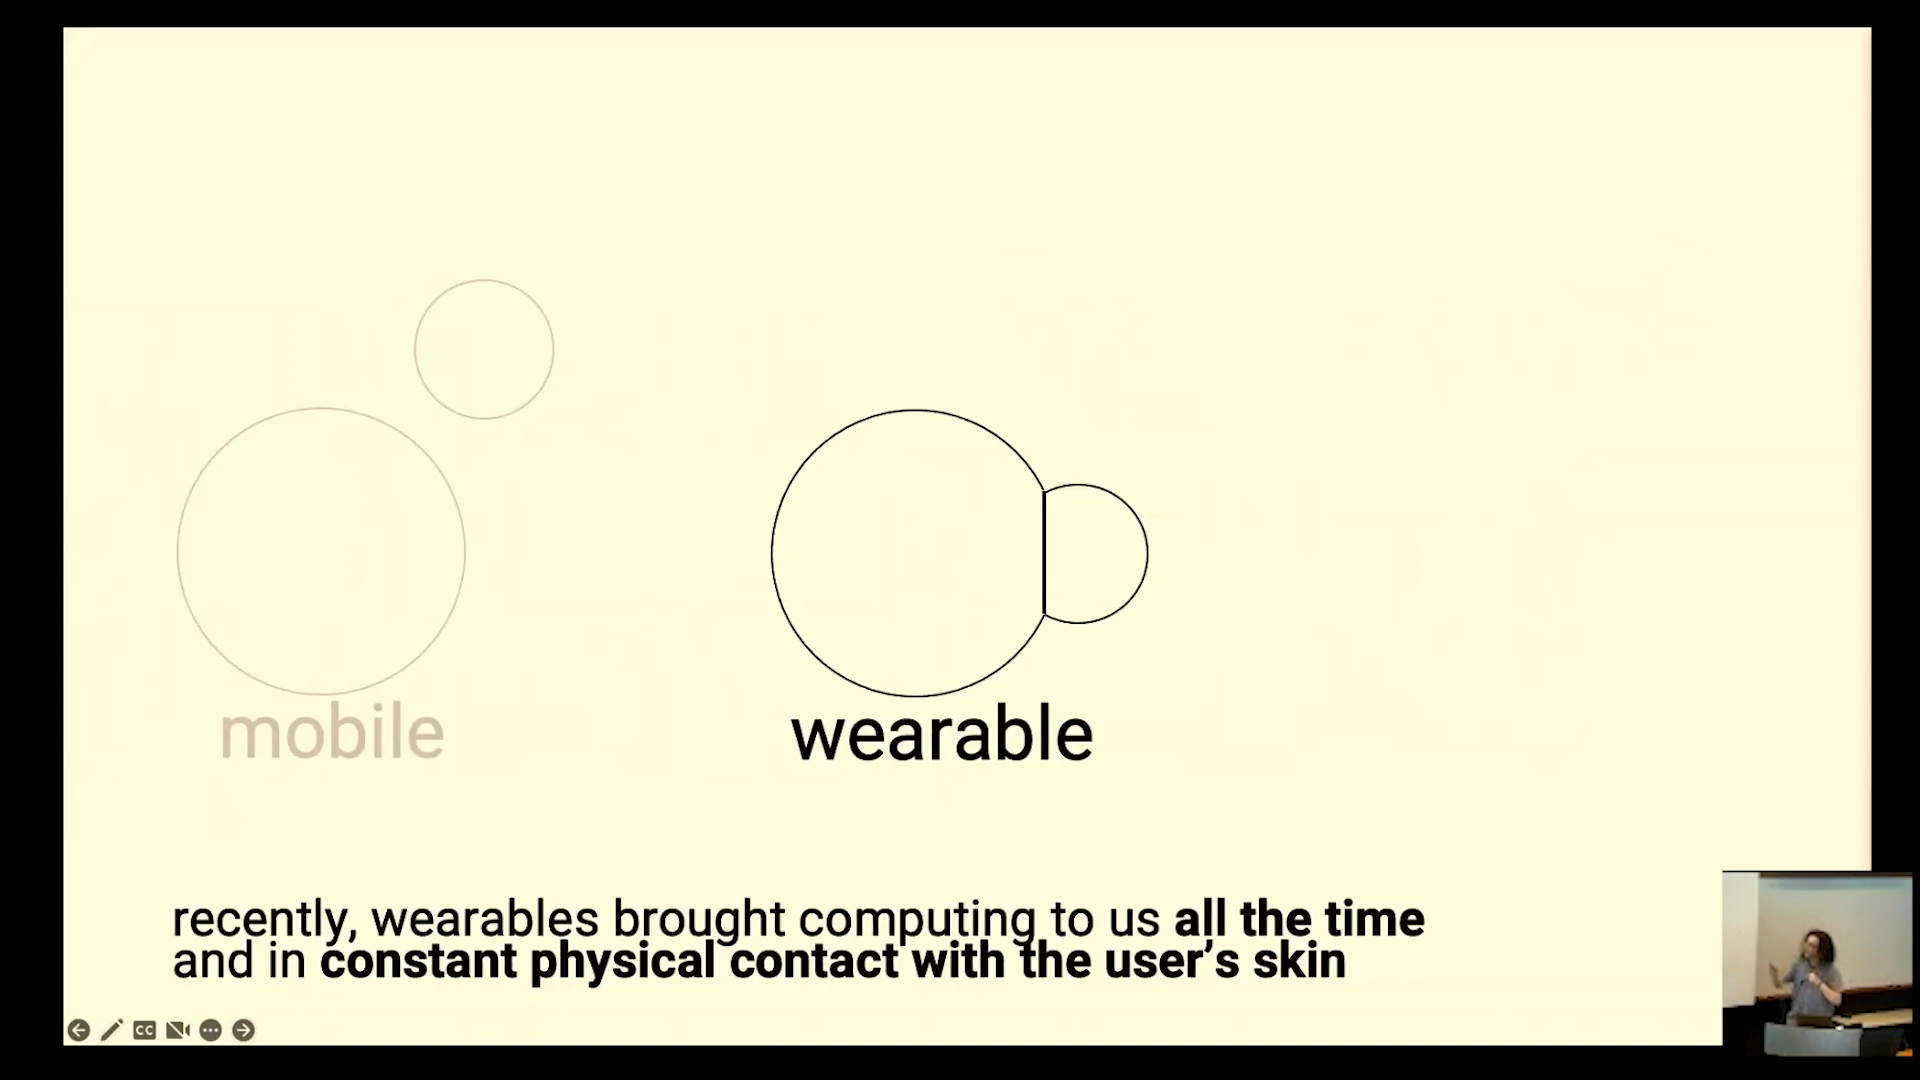 mobile
wearable
recently, wearables brought computing to us all the time
and in constant physical contact with the user’s skin
CC